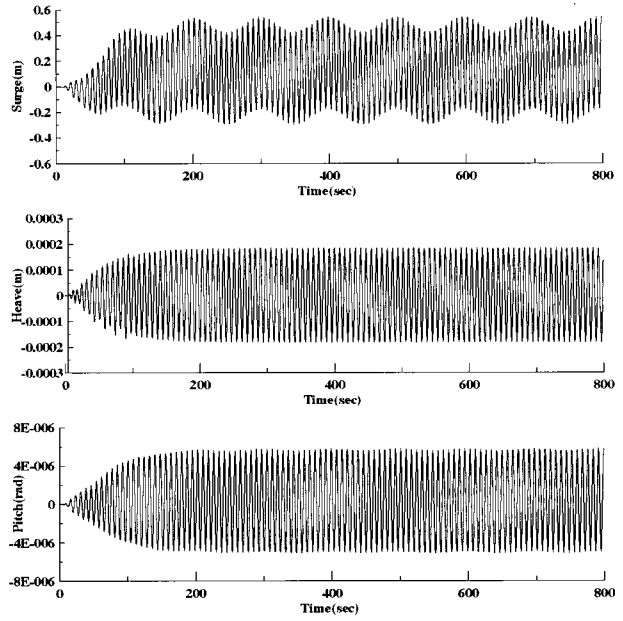 0.6
0.4
0.2
0
-0.2
-0.4
-0.6
Surge(m)
0 200 400 600 800
Time(sec)
0.0003
0.0002
0.0001
0
-0.0001
-0.0002
-0.0003
Heave(m)
0 200 400 600 800
Time(sec)
8E-006
4E-006
0
-4E-006
-8E-006
Pitch(rad)
0 200 400 600 800
Time(sec)